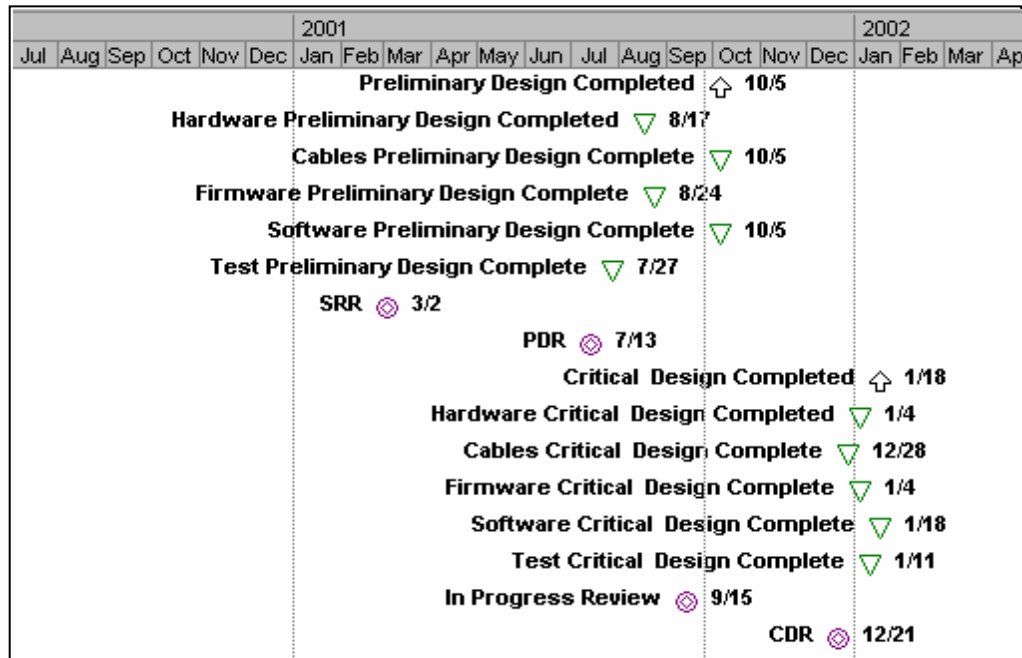 2001 2002
Jul Aug Sep Oct Nov Dec Jan Feb Mar Apr May Jun Jul Aug Sep Oct Nov Dec Jan Feb Mar Ap
Preliminary Design Completed 10/5
Hardware Preliminary Design Completed 8/17
Cables Preliminary Design Complete 10/5
Firmware Preliminary Design Complete 8/24
Software Preliminary Design Complete 10/5
Test Preliminary Design Complete 7/27
SRR 3/2
PDR 7/13
Critical Design Completed 1/18
Hardware Critical Design Completed 1/4
Cables Critical Design Complete 12/28
Firmware Critical Design Complete 1/4
Software Critical Design Complete 1/18
Test Critical Design Complete 1/11
In Progress Review 9/15
CDR 12/21